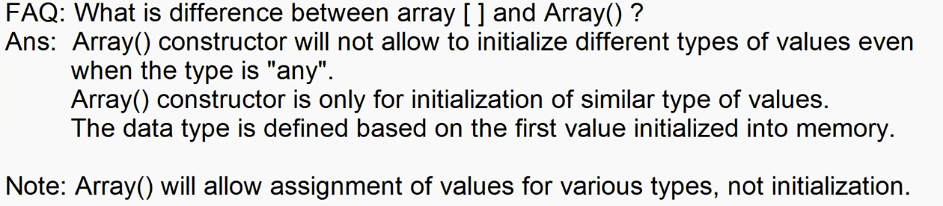 FAQ: What is difference between array [ ] and Array() ?
Ans: Array() constructor will not allow to initialize different types of values even
when the type is "any".
Array() constructor is only for initialization of similar type of values.
The data type is defined based on the first value initialized into memory.
Note: Array() will allow assignment of values for various types, not initialization.